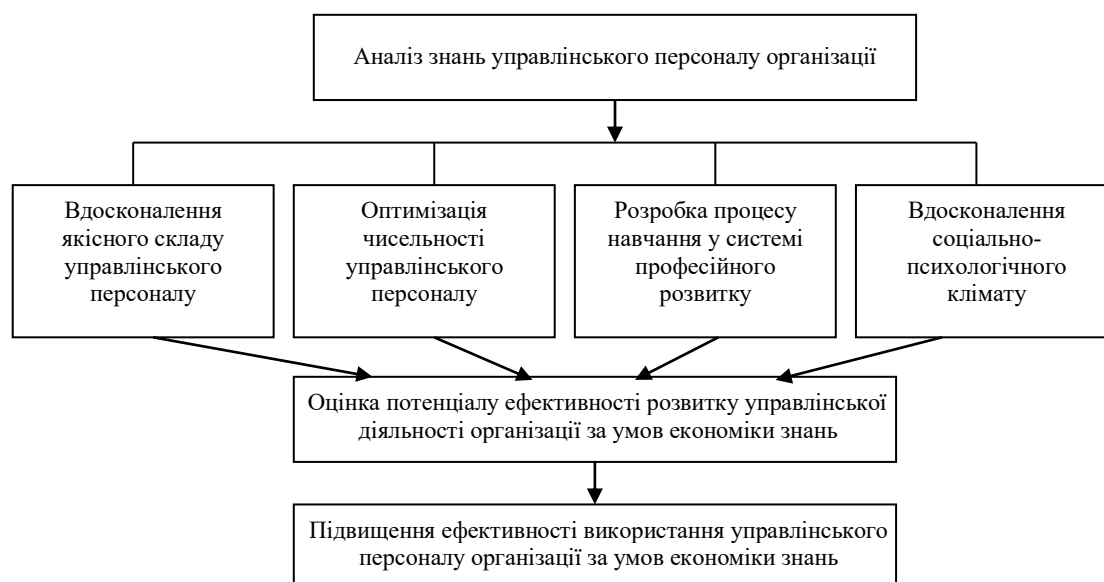 Аналіз знань управлінського персоналу організації
Вдосконалення
якісного складу
управлінського
персоналу
Оптимізація
чисельності
управлінського
персоналу
Розробка процесу
навчання у системі
професійного
розвитку
Вдосконалення
соціально-
психологічного
клімату
Оцінка потенціалу ефективності розвитку управлінської
діяльності організації за умов економіки знань
Підвищення ефективності використання управлінського
персоналу організації за умов економіки знань